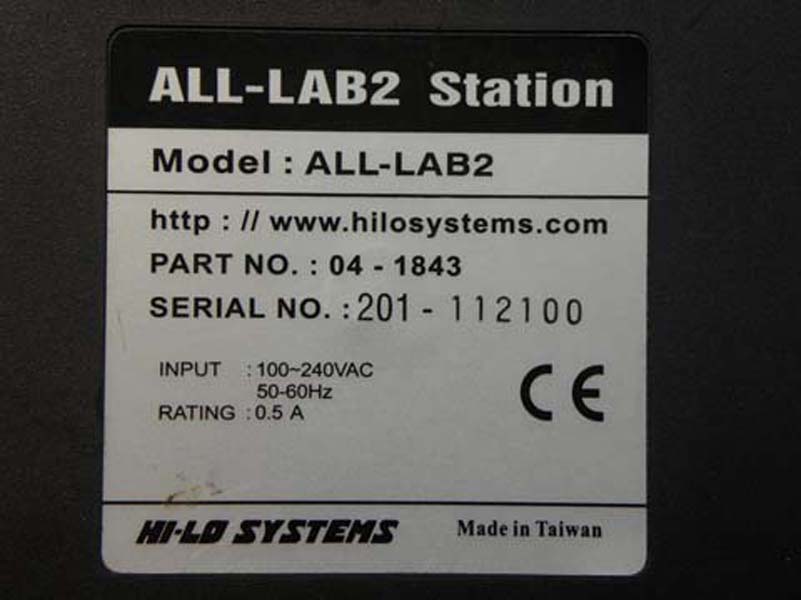 ALL-LAB2 Station
Model : ALL-LAB2
http : // www.hilosystems.com
PART NO. : 04 - 1843
SERIAL NO. : 201 - 112100
INPUT : 100~240VAC
50-60Hz
RATING : 0.5 A
CE
HI-LO SYSTEMS Made in Taiwan